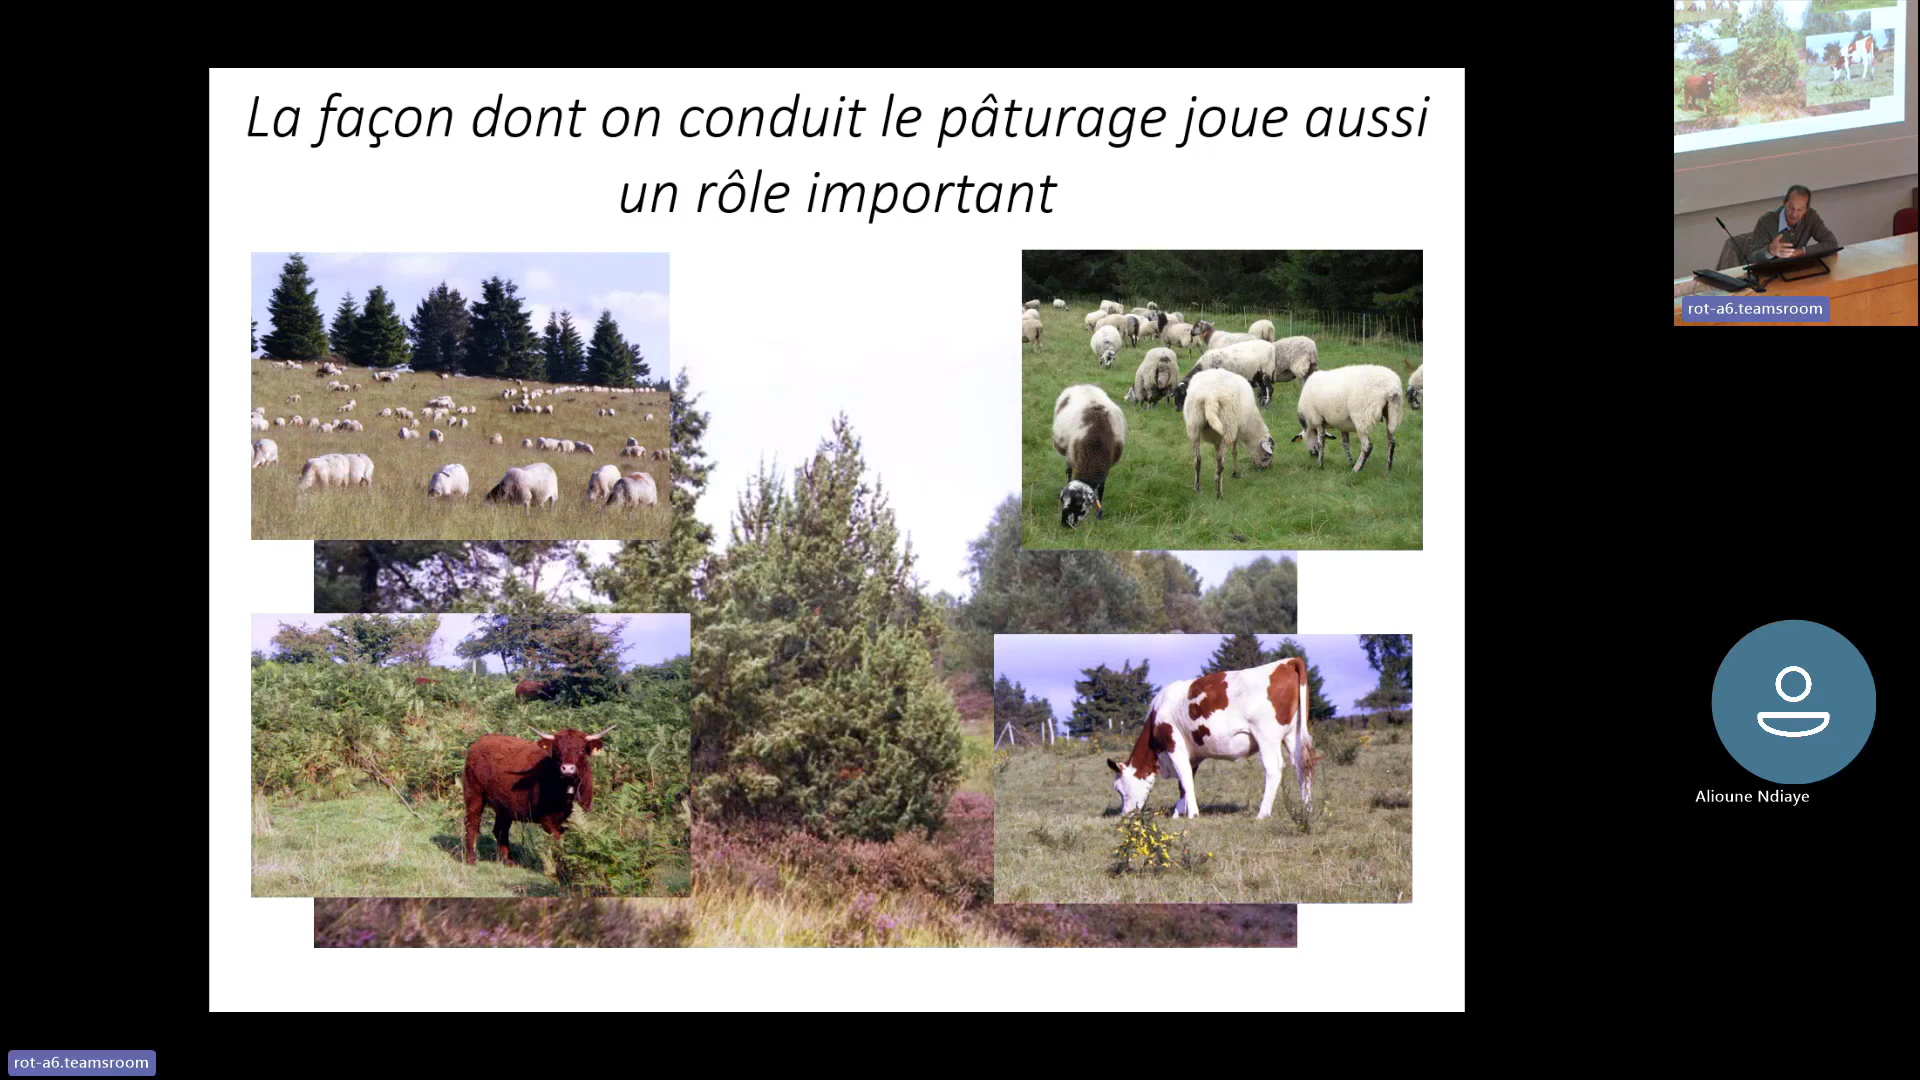 La façon dont on conduit le pâturage joue aussi
un rôle important
rot-a6.teamsroom
Alioune Ndiaye
rot-a6.teamsroom